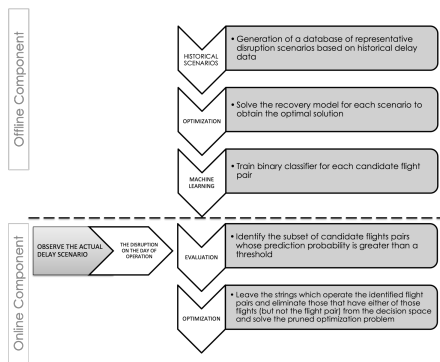 Offline Component
HISTORICAL
SCENARIOS
• Generation of a database of representative
disruption scenarios based on historical delay
data
OPTIMIZATION
• Solve the recovery model for each scenario to
obtain the optimal solution
MACHINE
LEARNING
• Train binary classifier for each candidate flight
pair
Online Component
OBSERVE THE ACTUAL
DELAY SCENARIO
THE DISRUPTION
ON THE DAY OF
OPERATION
EVALUATION
• Identify the subset of candidate flights pairs
whose prediction probability is greater than a
threshold
OPTIMIZATION
• Leave the strings which operate the identified flight
pairs and eliminate those that have either of those
flights (but not the flight pair) from the decision space
and solve the pruned optimization problem